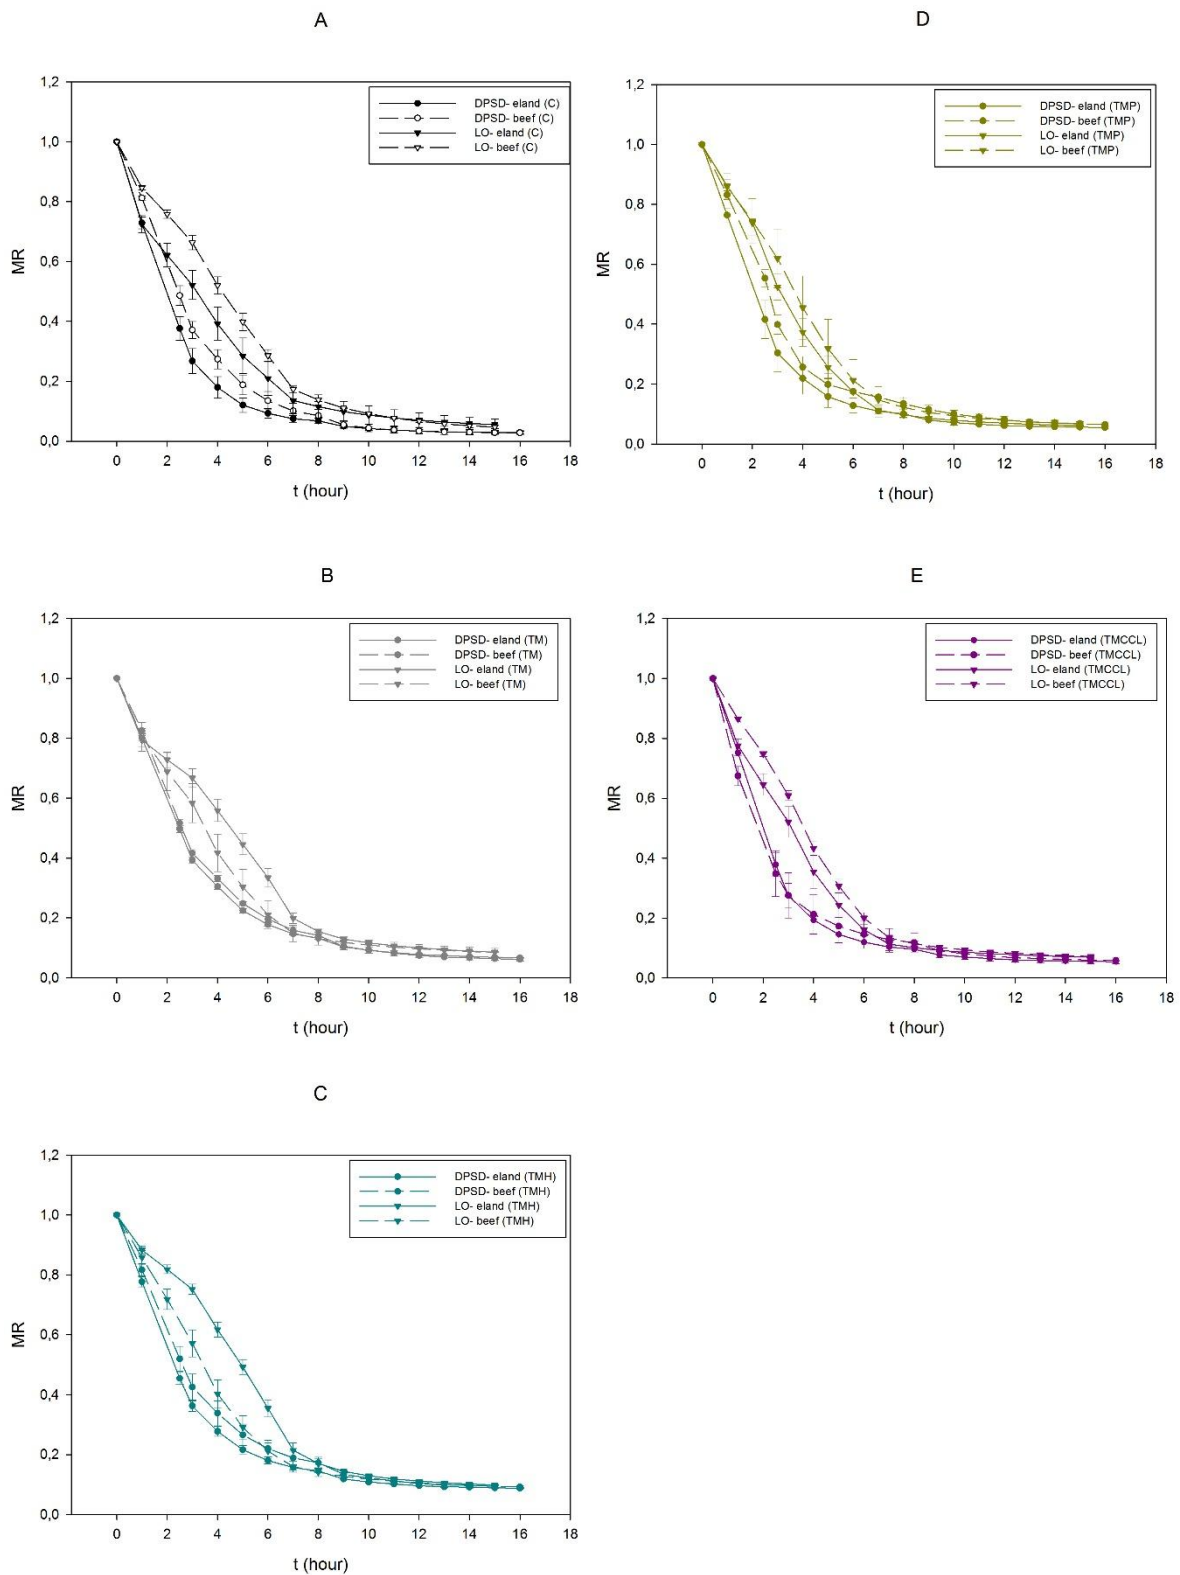 A
1,2
1,0
0,8
0,6
0,4
0,2
0,0
MR
DPSD- eland (C)
DPSD- beef (C)
LO- eland (C)
LO- beef (C)
0 2 4 6 8 10 12 14 16 18
t (hour)
D
1,2
1,0
0,8
0,6
0,4
0,2
0,0
MR
DPSD- eland (TMP)
DPSD- beef (TMP)
LO- eland (TMP)
LO- beef (TMP)
0 2 4 6 8 10 12 14 16 18
t (hour)
B
1,2
1,0
0,8
0,6
0,4
0,2
0,0
MR
DPSD- eland (TM)
DPSD- beef (TM)
LO- eland (TM)
LO- beef (TM)
0 2 4 6 8 10 12 14 16 18
t (hour)
E
1,2
1,0
0,8
0,6
0,4
0,2
0,0
MR
DPSD- eland (TMCCL)
DPSD- beef (TMCCL)
LO- eland (TMCCL)
LO- beef (TMCCL)
0 2 4 6 8 10 12 14 16 18
t (hour)
C
1,2
1,0
0,8
0,6
0,4
0,2
0,0
MR
DPSD- eland (TMH)
DPSD- beef (TMH)
LO- eland (TMH)
LO- beef (TMH)
0 2 4 6 8 10 12 14 16 18
t (hour)